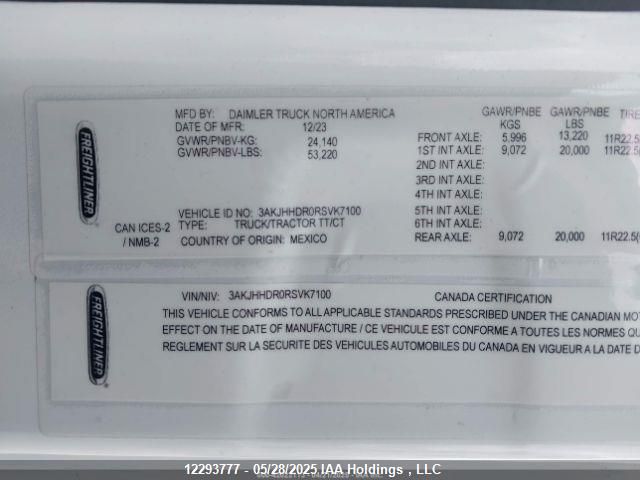 FREIGHTLINER
MFD BY: DAIMLER TRUCK NORTH AMERICA
DATE OF MFR: 12/23
GVWR/PNBV-KG: 24,140
GVWR/PNBV-LBS: 53,220
VEHICLE ID NO: 3AKJHHDR0RSVK7100
TYPE: TRUCK/TRACTOR TT/CT
COUNTRY OF ORIGIN: MEXICO
CAN ICES-2
/ NMB-2
GAWR/PNBE GAWR/PNBE TIRE
KGS LBS
FRONT AXLE: 5,996 13,220 11R22.5
1ST INT AXLE: 9,072 20,000 11R22.5(
2ND INT AXLE:
3RD INT AXLE:
4TH INT AXLE:
5TH INT AXLE:
6TH INT AXLE:
REAR AXLE: 9,072 20,000 11R22.5(
FREIGHTLINER
VIN/NIV: 3AKJHHDR0RSVK7100 CANADA CERTIFICATION
THIS VEHICLE CONFORMS TO ALL APPLICABLE STANDARDS PRESCRIBED UNDER THE CANADIAN MOT
EFFECT ON THE DATE OF MANUFACTURE / CE VEHICULE EST CONFORME A TOUTES LES NORMES QU
REGLEMENT SUR LA SECURITE DES VEHICULES AUTOMOBILES DU CANADA EN VIGUEUR A LA DATE D
12293777 - 05/28/2025 IAA Holdings , LLC